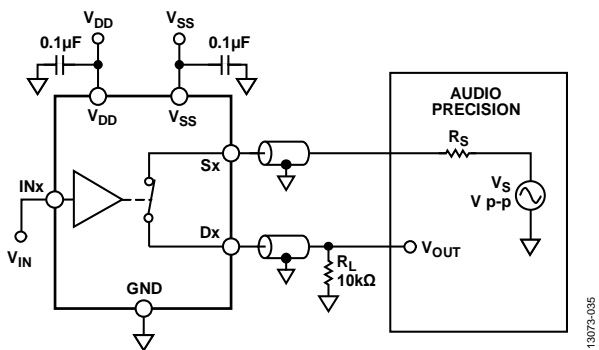 VDD
VSS
0.1µF
0.1µF
VDD
VSS
AUDIO
PRECISION
RS
Sx
VS
V p-p
INx
Dx
VOUT
VIN
RL
10kΩ
GND
13073-035